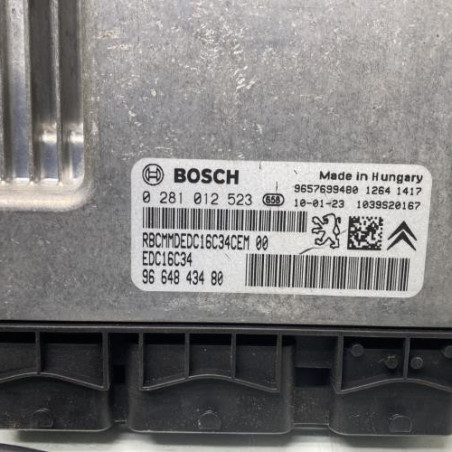 BOSCH
Made in Hungary
0 281 012 523 658
9657699480 1264 1417
10-01-23 1039S20167
RBCMMDEDC16C34CEM 00
EDC16C34
96 648 434 80